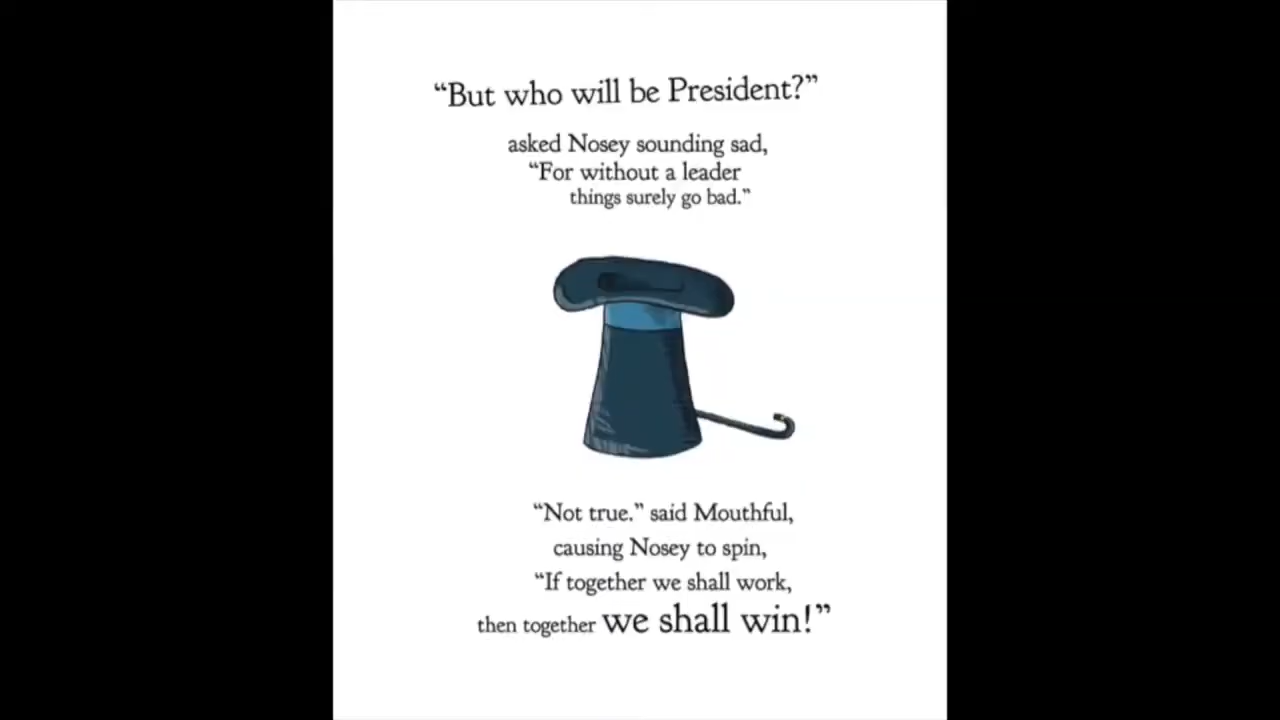 “But who will be President?”
asked Nosey sounding sad,
“For without a leader
things surely go bad.”
“Not true.” said Mouthful,
causing Nosey to spin,
“If together we shall work,
then together we shall win!”